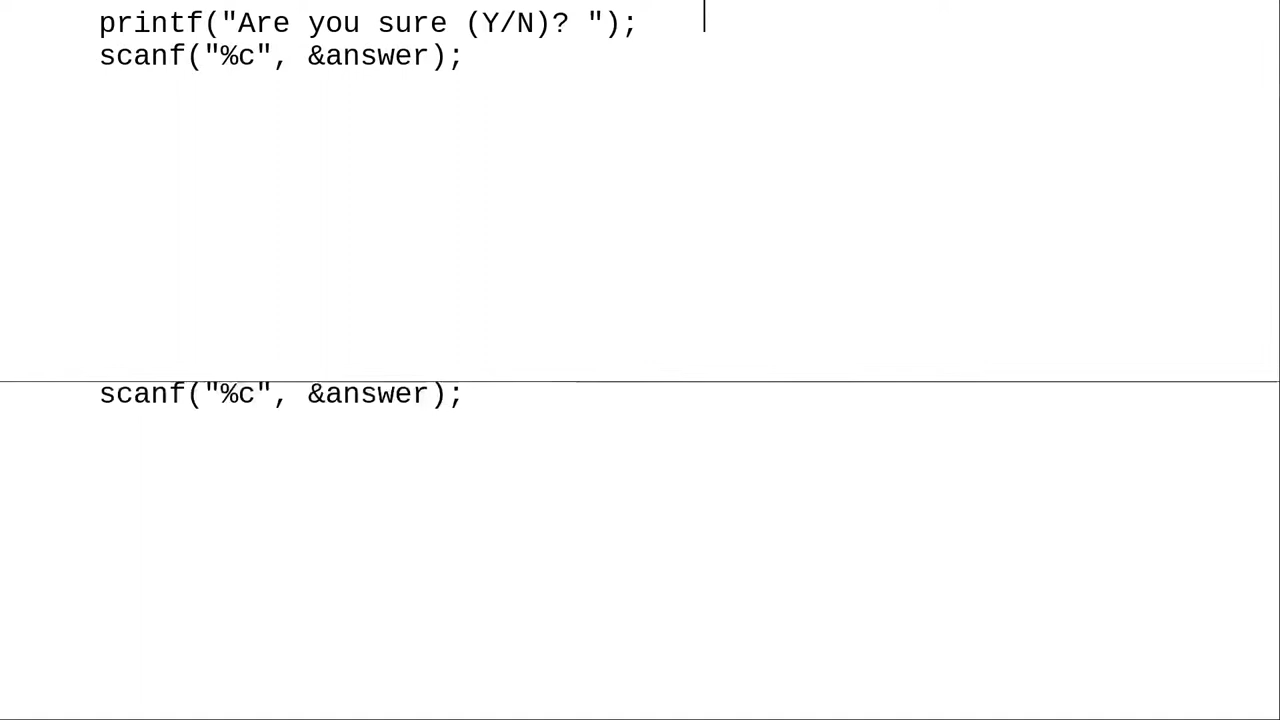 printf("Are you sure (Y/N)? ");
scanf("%c", &answer);
scanf("%c", &answer);